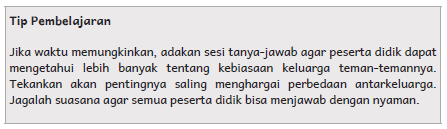 Tip Pembelajaran
Jika waktu memungkinkan, adakan sesi tanya-jawab agar peserta didik dapat
mengetahui lebih banyak tentang kebiasaan keluarga teman-temannya.
Tekankan akan pentingnya saling menghargai perbedaan antarkeluarga.
Jagalah suasana agar semua peserta didik bisa menjawab dengan nyaman.